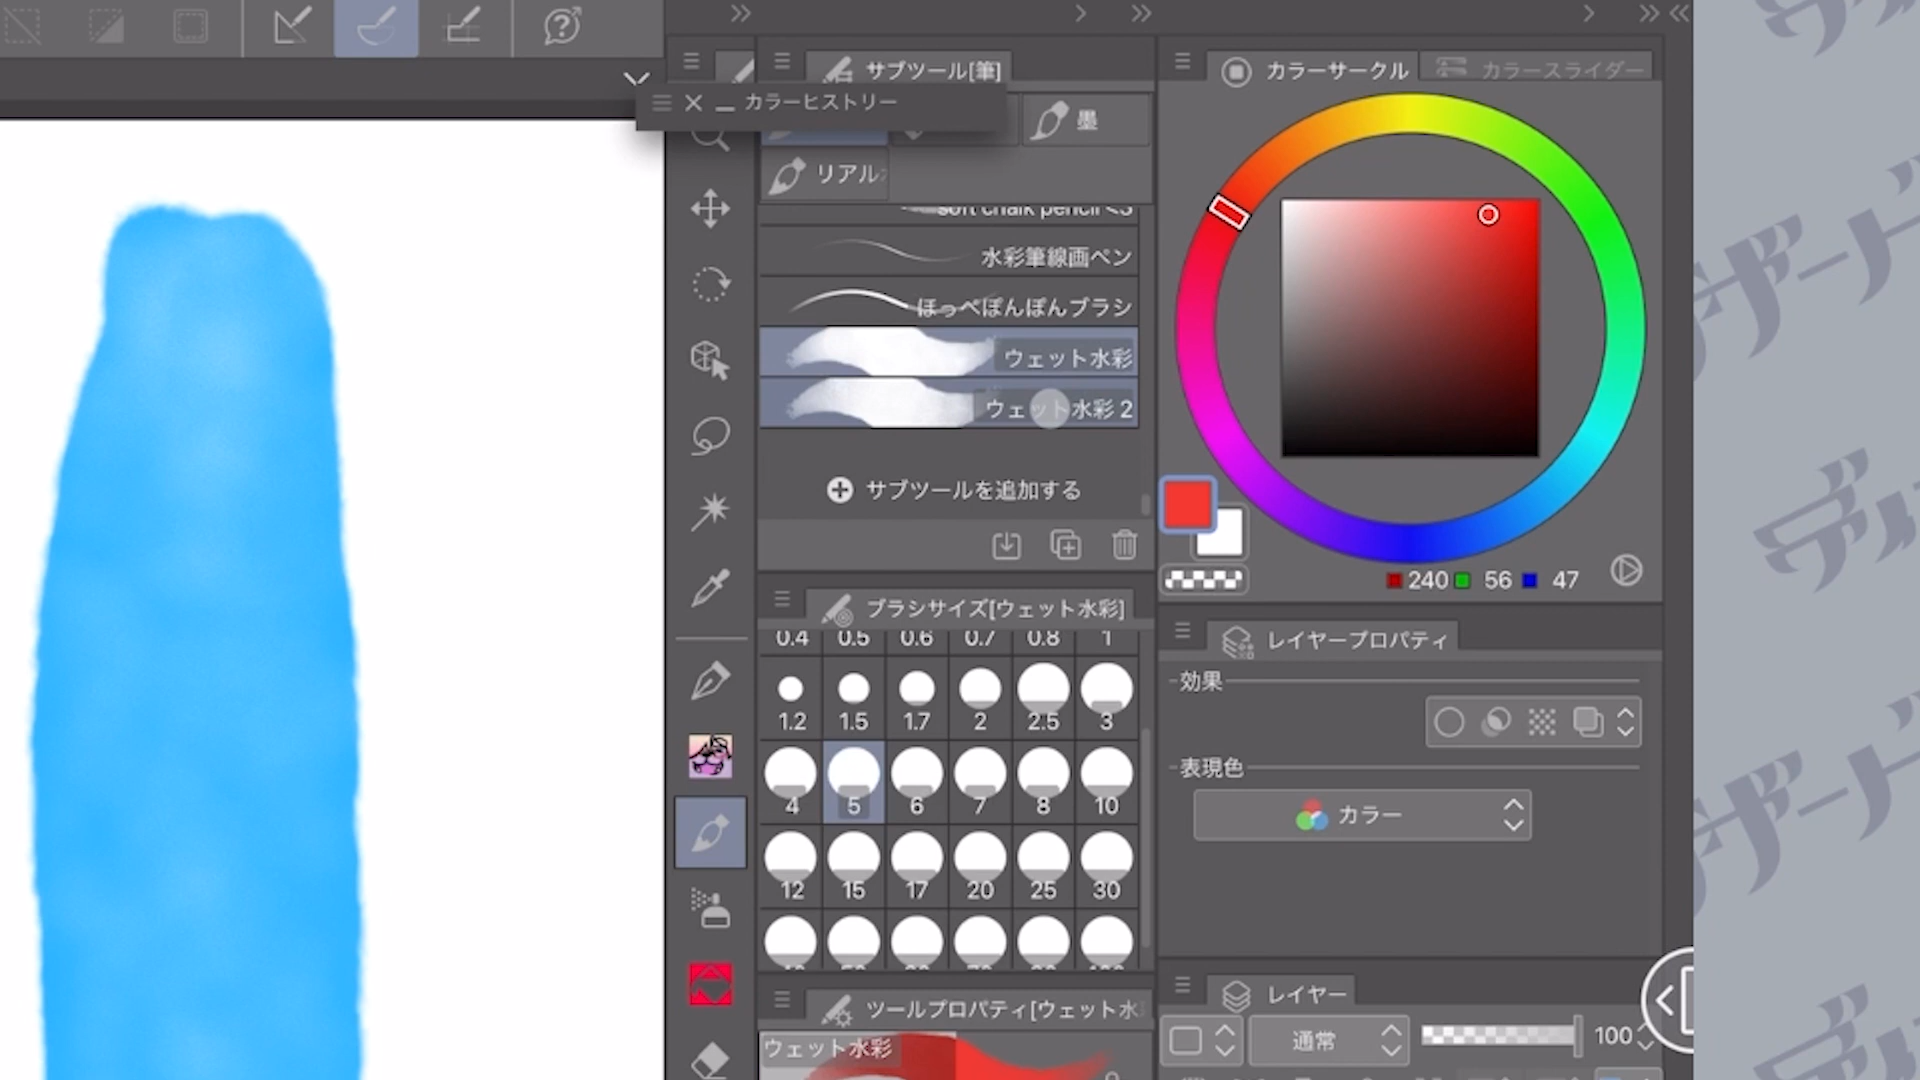 サブツール[筆]
カラーヒストリー
墨
リアル
soft chalk pencil <3
水彩筆線画ペン
ほっぺぽんぽんブラシ
ウェット水彩
ウェット水彩 2
サブツールを追加する
ブラシサイズ[ウェット水彩]
0.4 0.5 0.6 0.7 0.8 1
1.2 1.5 1.7 2 2.5 3
4 5 6 7 8 10
12 15 17 20 25 30
ツールプロパティ[ウェット水
ウェット水彩
カラーサークル
カラースライダー
240 56 47
レイヤープロパティ
効果
表現色
カラー
レイヤー
通常
100